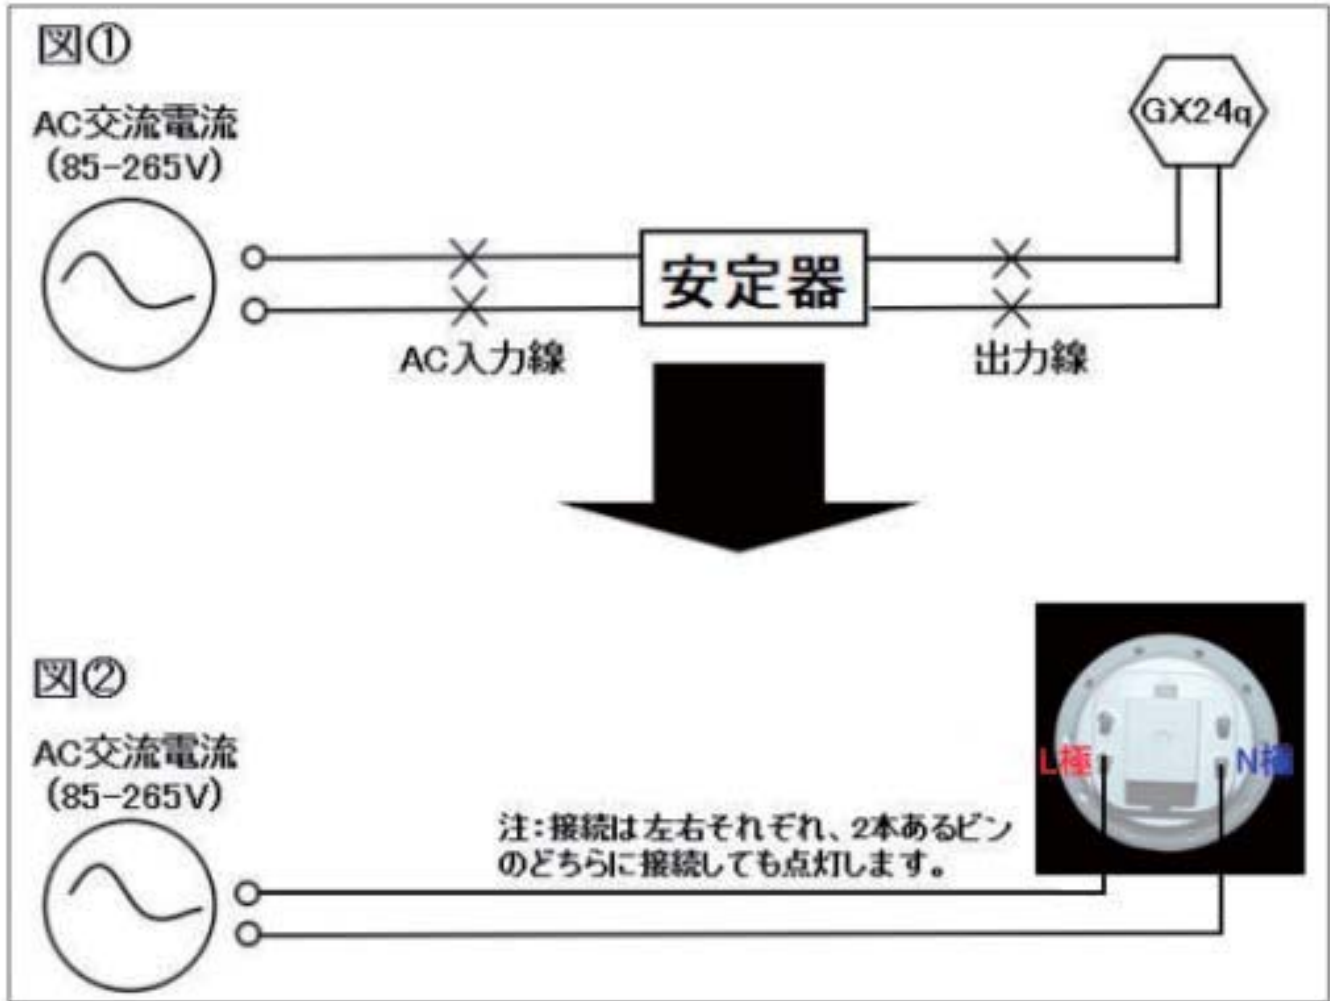 図①
AC交流電流
(85-265V)
GX24q
安定器
AC入力線
出力線
図②
AC交流電流
(85-265V)
L極
N極
注:接続は左右それぞれ、2本あるピン
のどちらに接続しても点灯します。